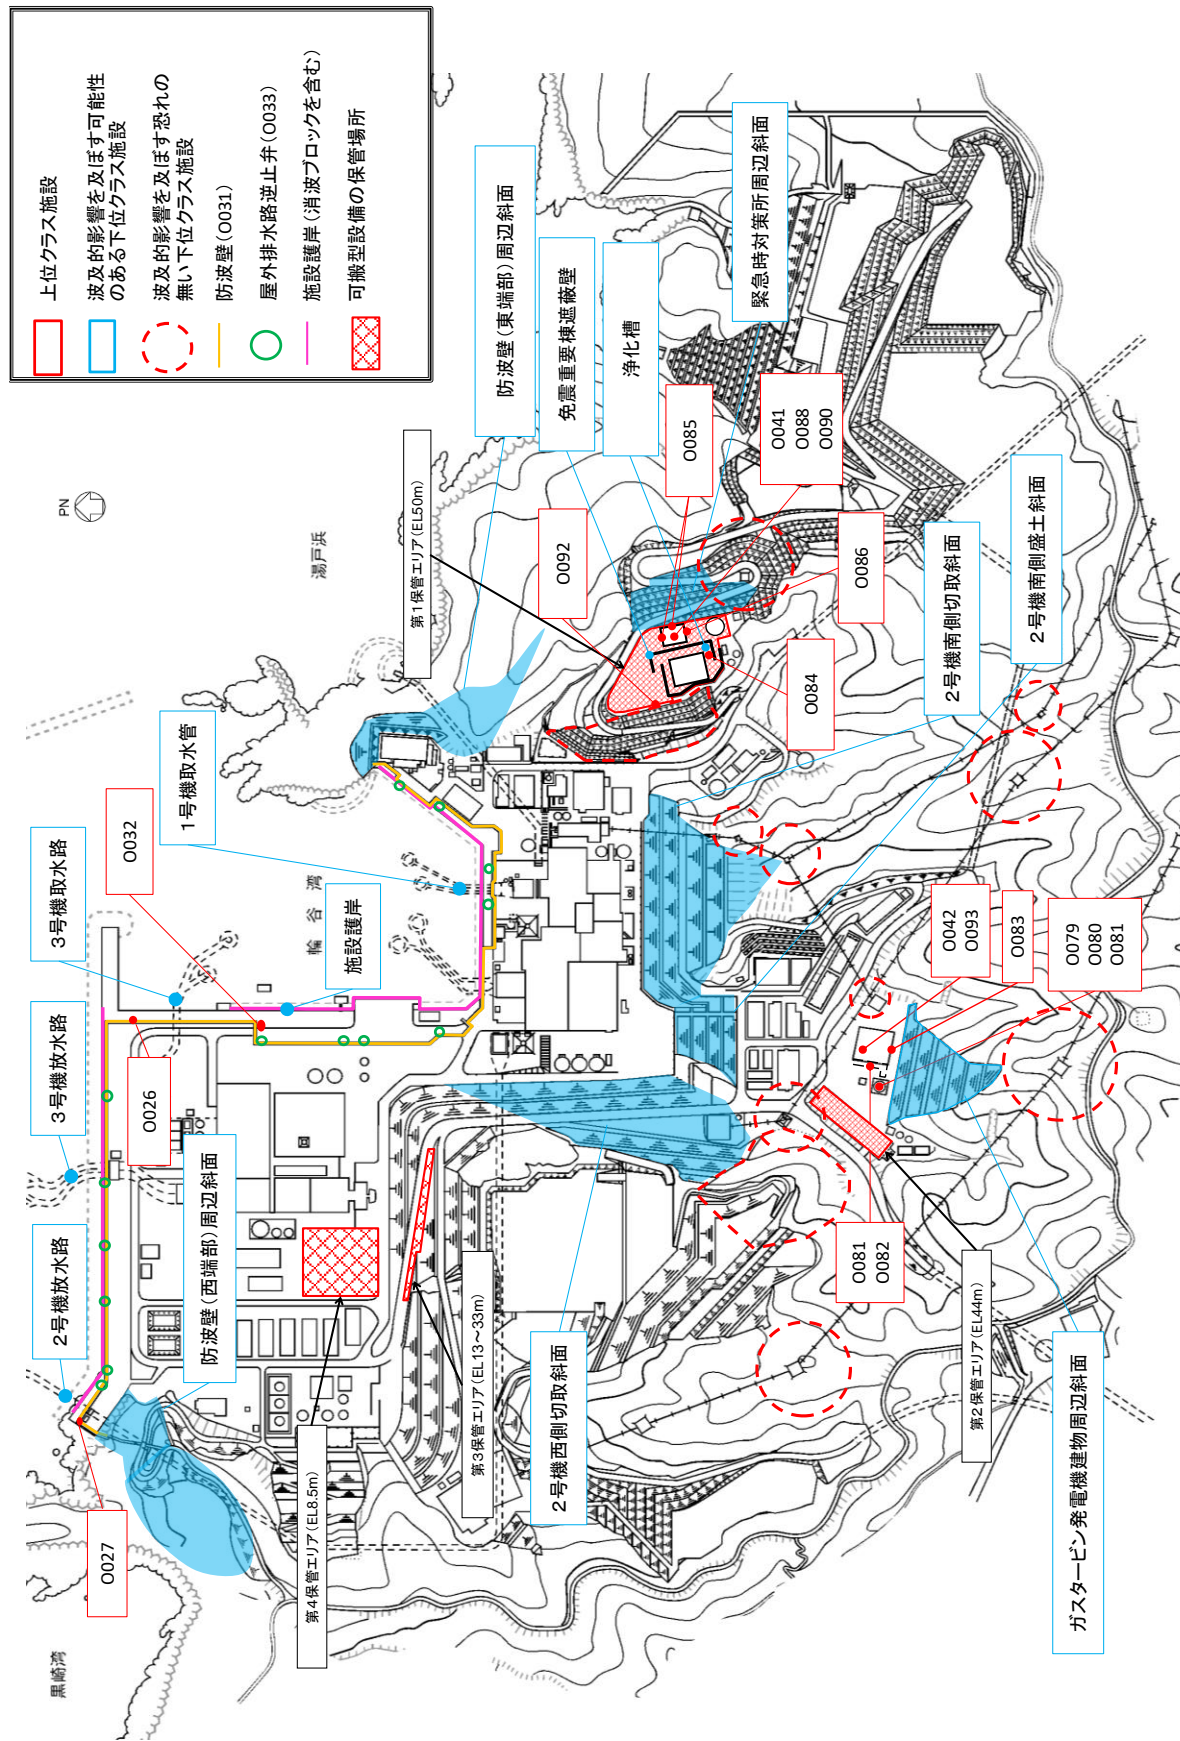 上位クラス施設
波及的影響を及ぼす可能性
のある下位クラス施設
波及的影響を及ぼす恐れの
無い下位クラス施設
防波壁(O031)
屋外排水路逆止弁(O033)
施設護岸(消波ブロックを含む)
可搬型設備の保管場所
PN
湯戸浜
輪谷湾
黒崎湾
2号機放水路
3号機放水路
3号機取水路
1号機取水管
施設護岸
O032
O026
O027
防波壁(西端部)周辺斜面
防波壁(東端部)周辺斜面
免震重要棟遮蔽壁
浄化槽
緊急時対策所周辺斜面
第1保管エリア(EL50m)
O092
O085
O041
O088
O090
O086
O084
2号機南側切取斜面
2号機南側盛土斜面
O042
O093
O083
O079
O080
O081
O081
O082
第2保管エリア(EL44m)
第3保管エリア(EL13~33m)
第4保管エリア(EL8.5m)
2号機西側切取斜面
ガスタービン発電機建物周辺斜面